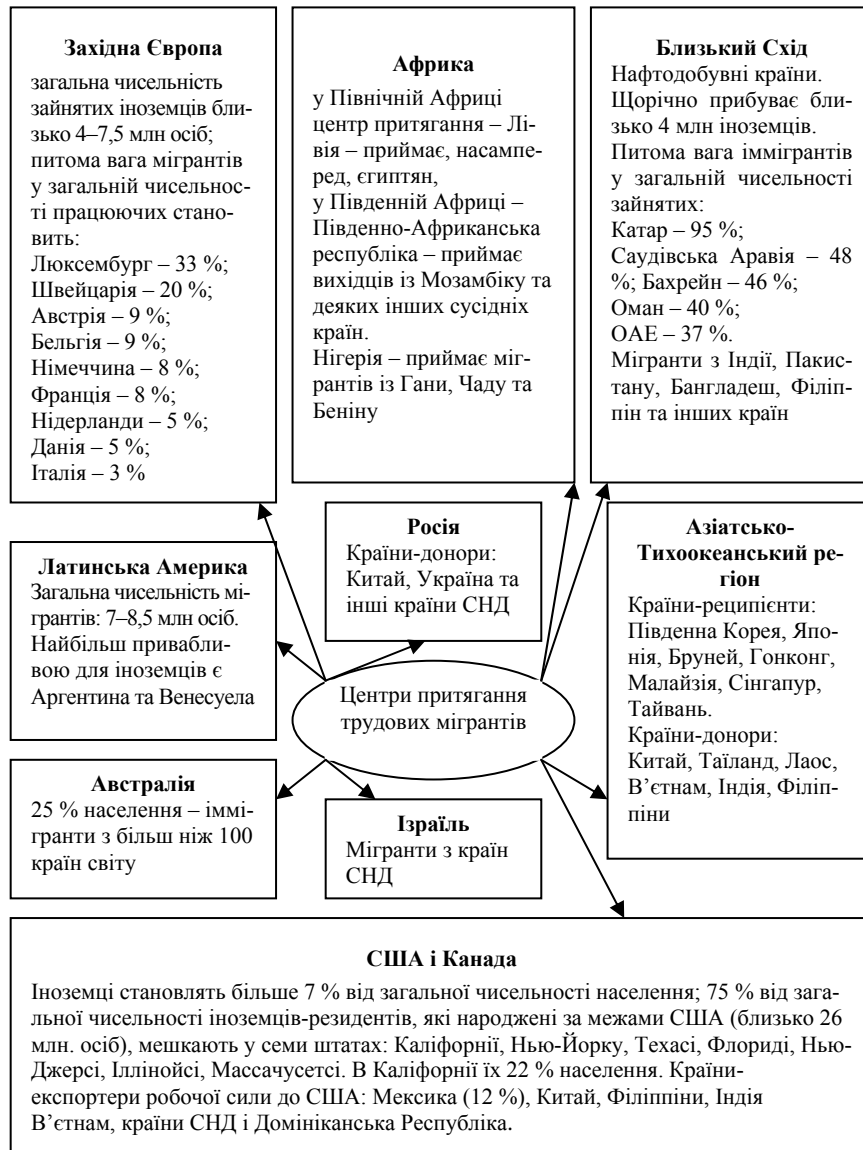 Західна Європа
загальна чисельність
зайнятих іноземців бли-
зько 4–7,5 млн осіб;
питома вага мігрантів
у загальній чисельнос-
ті працюючих стано-
вить:
Люксембург – 33 %;
Швейцарія – 20 %;
Австрія – 9 %;
Бельгія – 9 %;
Німеччина – 8 %;
Франція – 8 %;
Нідерланди – 5 %;
Данія – 5 %;
Італія – 3 %
Африка
у Північній Африці
центр притягання – Лі-
вія – приймає, насампе-
ред, єгиптян,
у Південній Африці –
Південно-Африканська
республіка – приймає
вихідців із Мозамбіку та
деяких інших сусідніх
країн.
Нігерія – приймає міг-
рантів із Гани, Чаду та
Беніну
Близький Схід
Нафтодобувні країни.
Щорічно прибуває бли-
зько 4 млн іноземців.
Питома вага іммігрантів
у загальній чисельності
зайнятих:
Катар – 95 %;
Саудівська Аравія – 48
%; Бахрейн – 46 %;
Оман – 40 %;
ОАЕ – 37 %.
Мігранти з Індії, Пакис-
тану, Бангладеш, Філіп-
пін та інших країн
Латинська Америка
Загальна чисельність мі-
грантів: 7–8,5 млн осіб.
Найбільш привабли-
вою для іноземців є
Аргентина та Венесуела
Росія
Країни-донори:
Китай, Україна та
інші країни СНД
Азіатсько-
Тихоокеанський ре-
гіон
Країни-реципієнти:
Південна Корея, Япо-
нія, Бруней, Гонконг,
Малайзія, Сінгапур,
Тайвань.
Країни-донори:
Китай, Таїланд, Лаос,
В’єтнам, Індія, Філіп-
піни
Центри притягання
трудових мігрантів
Австралія
25 % населення – іммі-
гранти з більш ніж 100
країн світу
Ізраїль
Мігранти з країн
СНД
США і Канада
Іноземці становлять більше 7 % від загальної чисельності населення; 75 % від зага-
льної чисельності іноземців-резидентів, які народжені за межами США (близько 26
млн. осіб), мешкають у семи штатах: Каліфорнії, Нью-Йорку, Техасі, Флориді, Нью-
Джерсі, Іллінойсі, Массачусетсі. В Каліфорнії їх 22 % населення. Країни-
експортери робочої сили до США: Мексика (12 %), Китай, Філіппіни, Індія
В’єтнам, країни СНД і Домініканська Республіка.